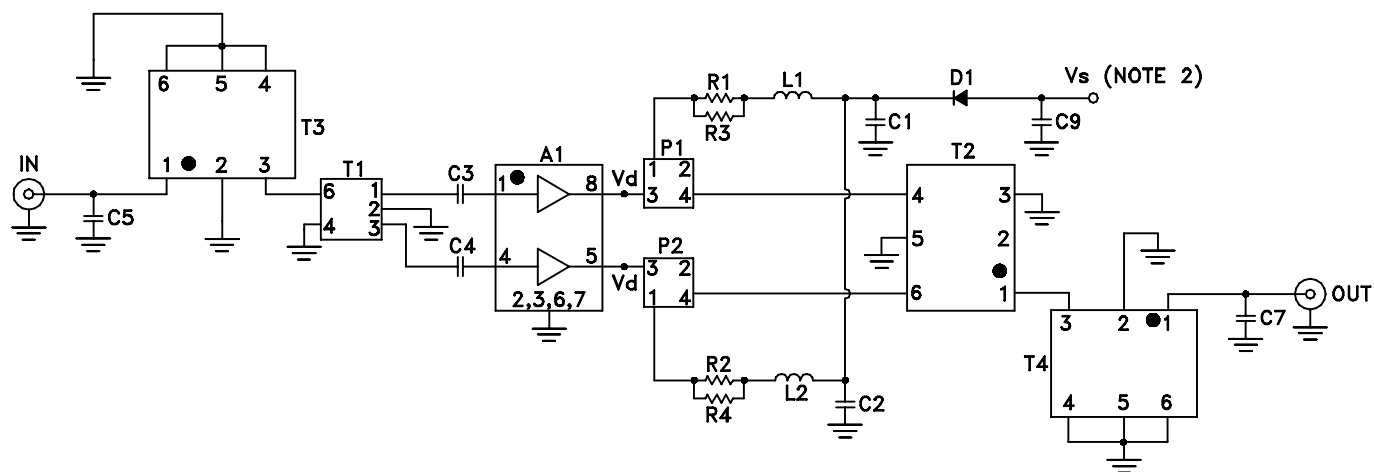 6 5 4
T3
1 2 3
IN
C5
T1
6 1
2
4 3
C3
C4
A1
1 8
4 5
2,3,6,7
Vd
Vd
P1
1 2
3 4
P2
3 2
1 4
R1
R3
L1
R2
R4
L2
C1
C2
D1
Vs (NOTE 2)
C9
T2
4 3
5 2
6 1
T4
3 2 1
4 5 6
C7
OUT